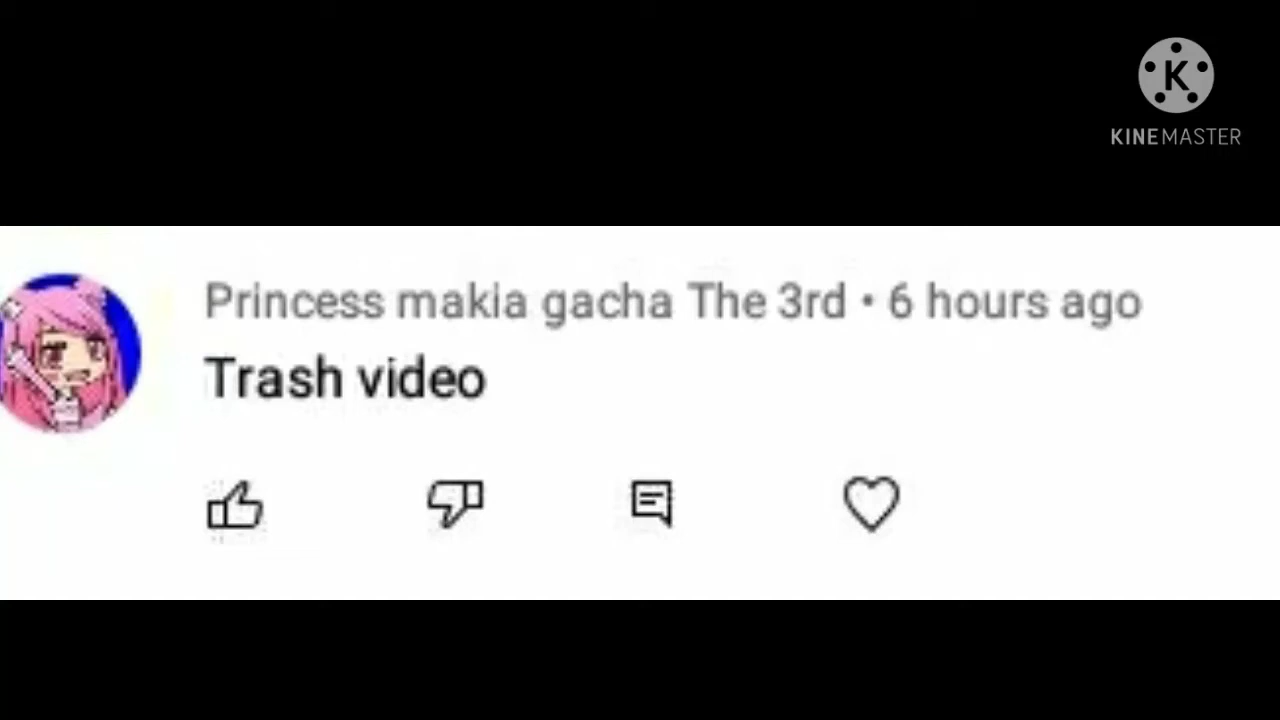 K
KINEMASTER
Princess makia gacha The 3rd • 6 hours ago
Trash video